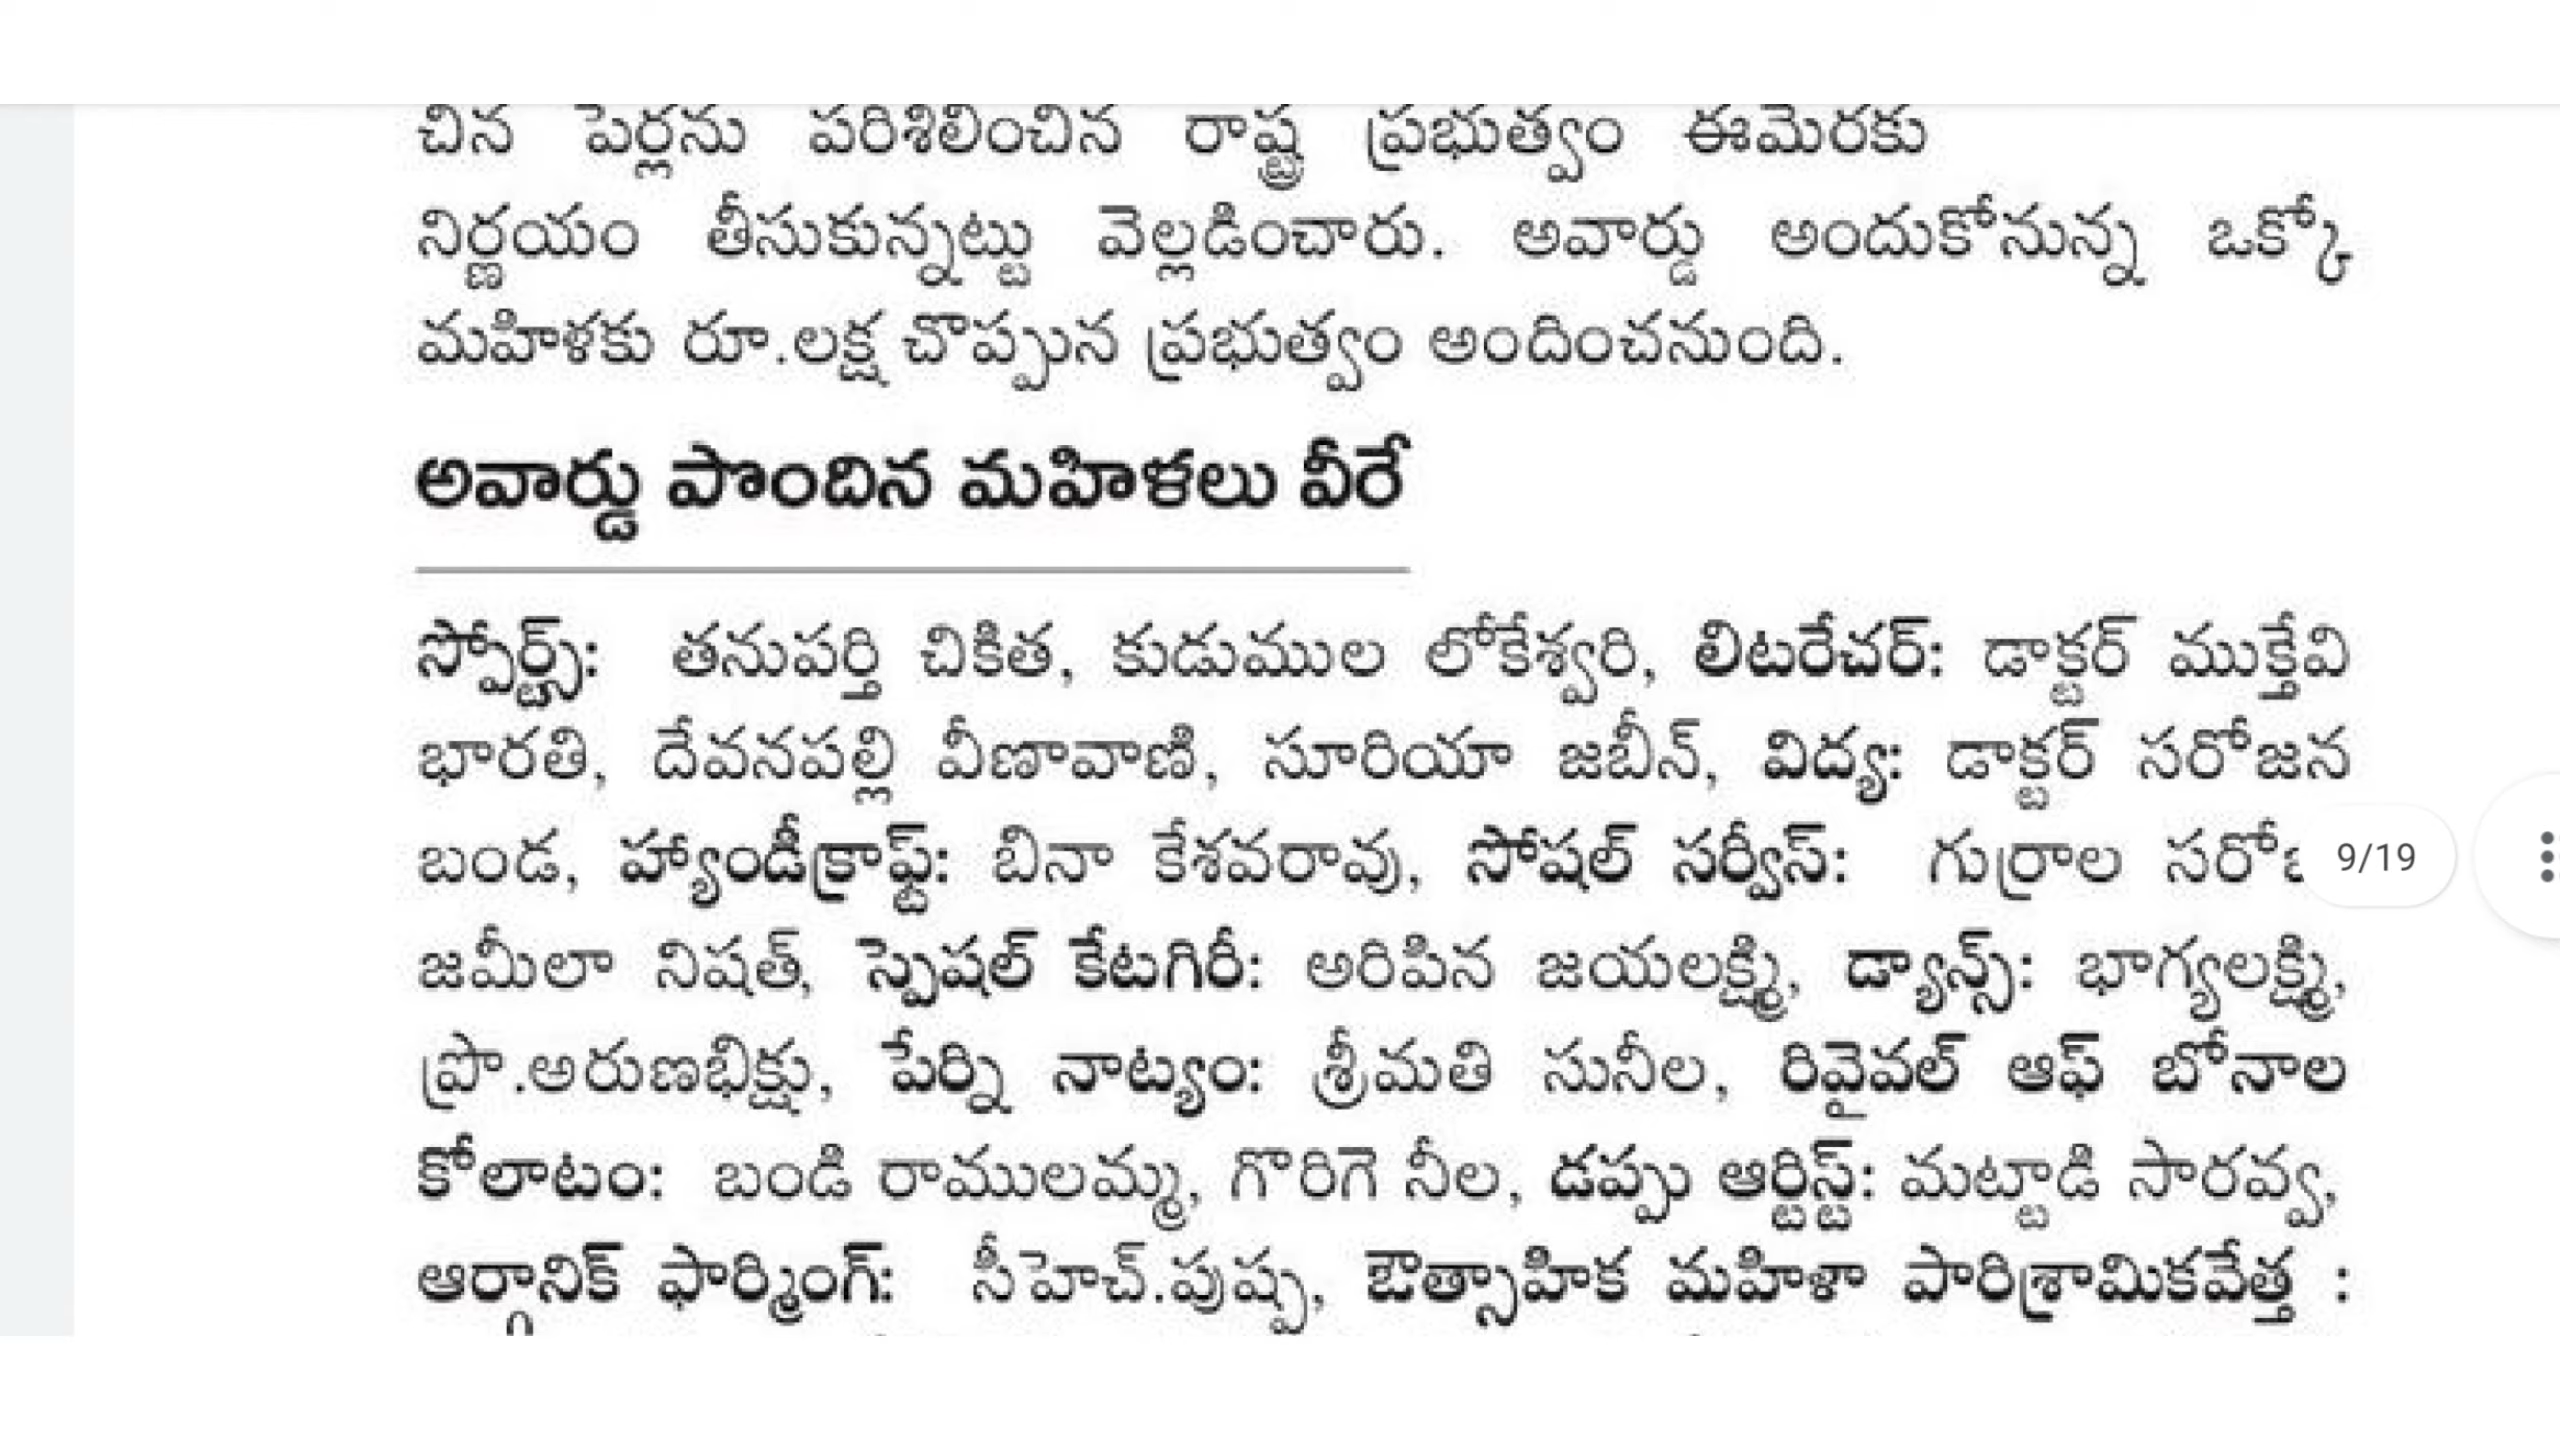 చిన పేర్లను పరిశీలించిన రాష్ట్ర ప్రభుత్వం ఈమేరకు
నిర్ణయం తీసుకున్నట్టు వెల్లడించారు. అవార్డు అందుకోనున్న ఒక్కో
మహిళకు రూ.లక్ష చొప్పున ప్రభుత్వం అందించనుంది.
అవార్డు పొందిన మహిళలు వీరే
స్పోర్ట్స్: తనుపర్తి చికిత, కుడుముల లోకేశ్వరి, లిటరేచర్: డాక్టర్ ముక్తేవి
భారతి, దేవనపల్లి వీణావాణి, సూరియా జబీన్, విద్య: డాక్టర్ సరోజన
బండ, హ్యాండీక్రాఫ్ట్: బినా కేశవరావు, సోషల్ సర్వీస్: గుర్రాల
9/19
జమీలా నిషత్, స్పెషల్ కేటగిరీ: అరిపిన జయలక్ష్మి, డ్యాన్స్: భాగ్యలక్ష్మి,
ప్రొ.అరుణభిక్షు, పేర్ని నాట్యం: శ్రీమతి సునీల, రివైవల్ ఆఫ్ బోనాల
కోలాటం: బండి రాములమ్మ, గొరిగె నీల, డప్పు ఆర్టిస్ట్: మట్టాడి సారవ్వ,
ఆర్గానిక్ ఫార్మింగ్: సీహెచ్.పుష్ప, ఔత్సాహిక మహిళా పారిశ్రామికవేత్త :